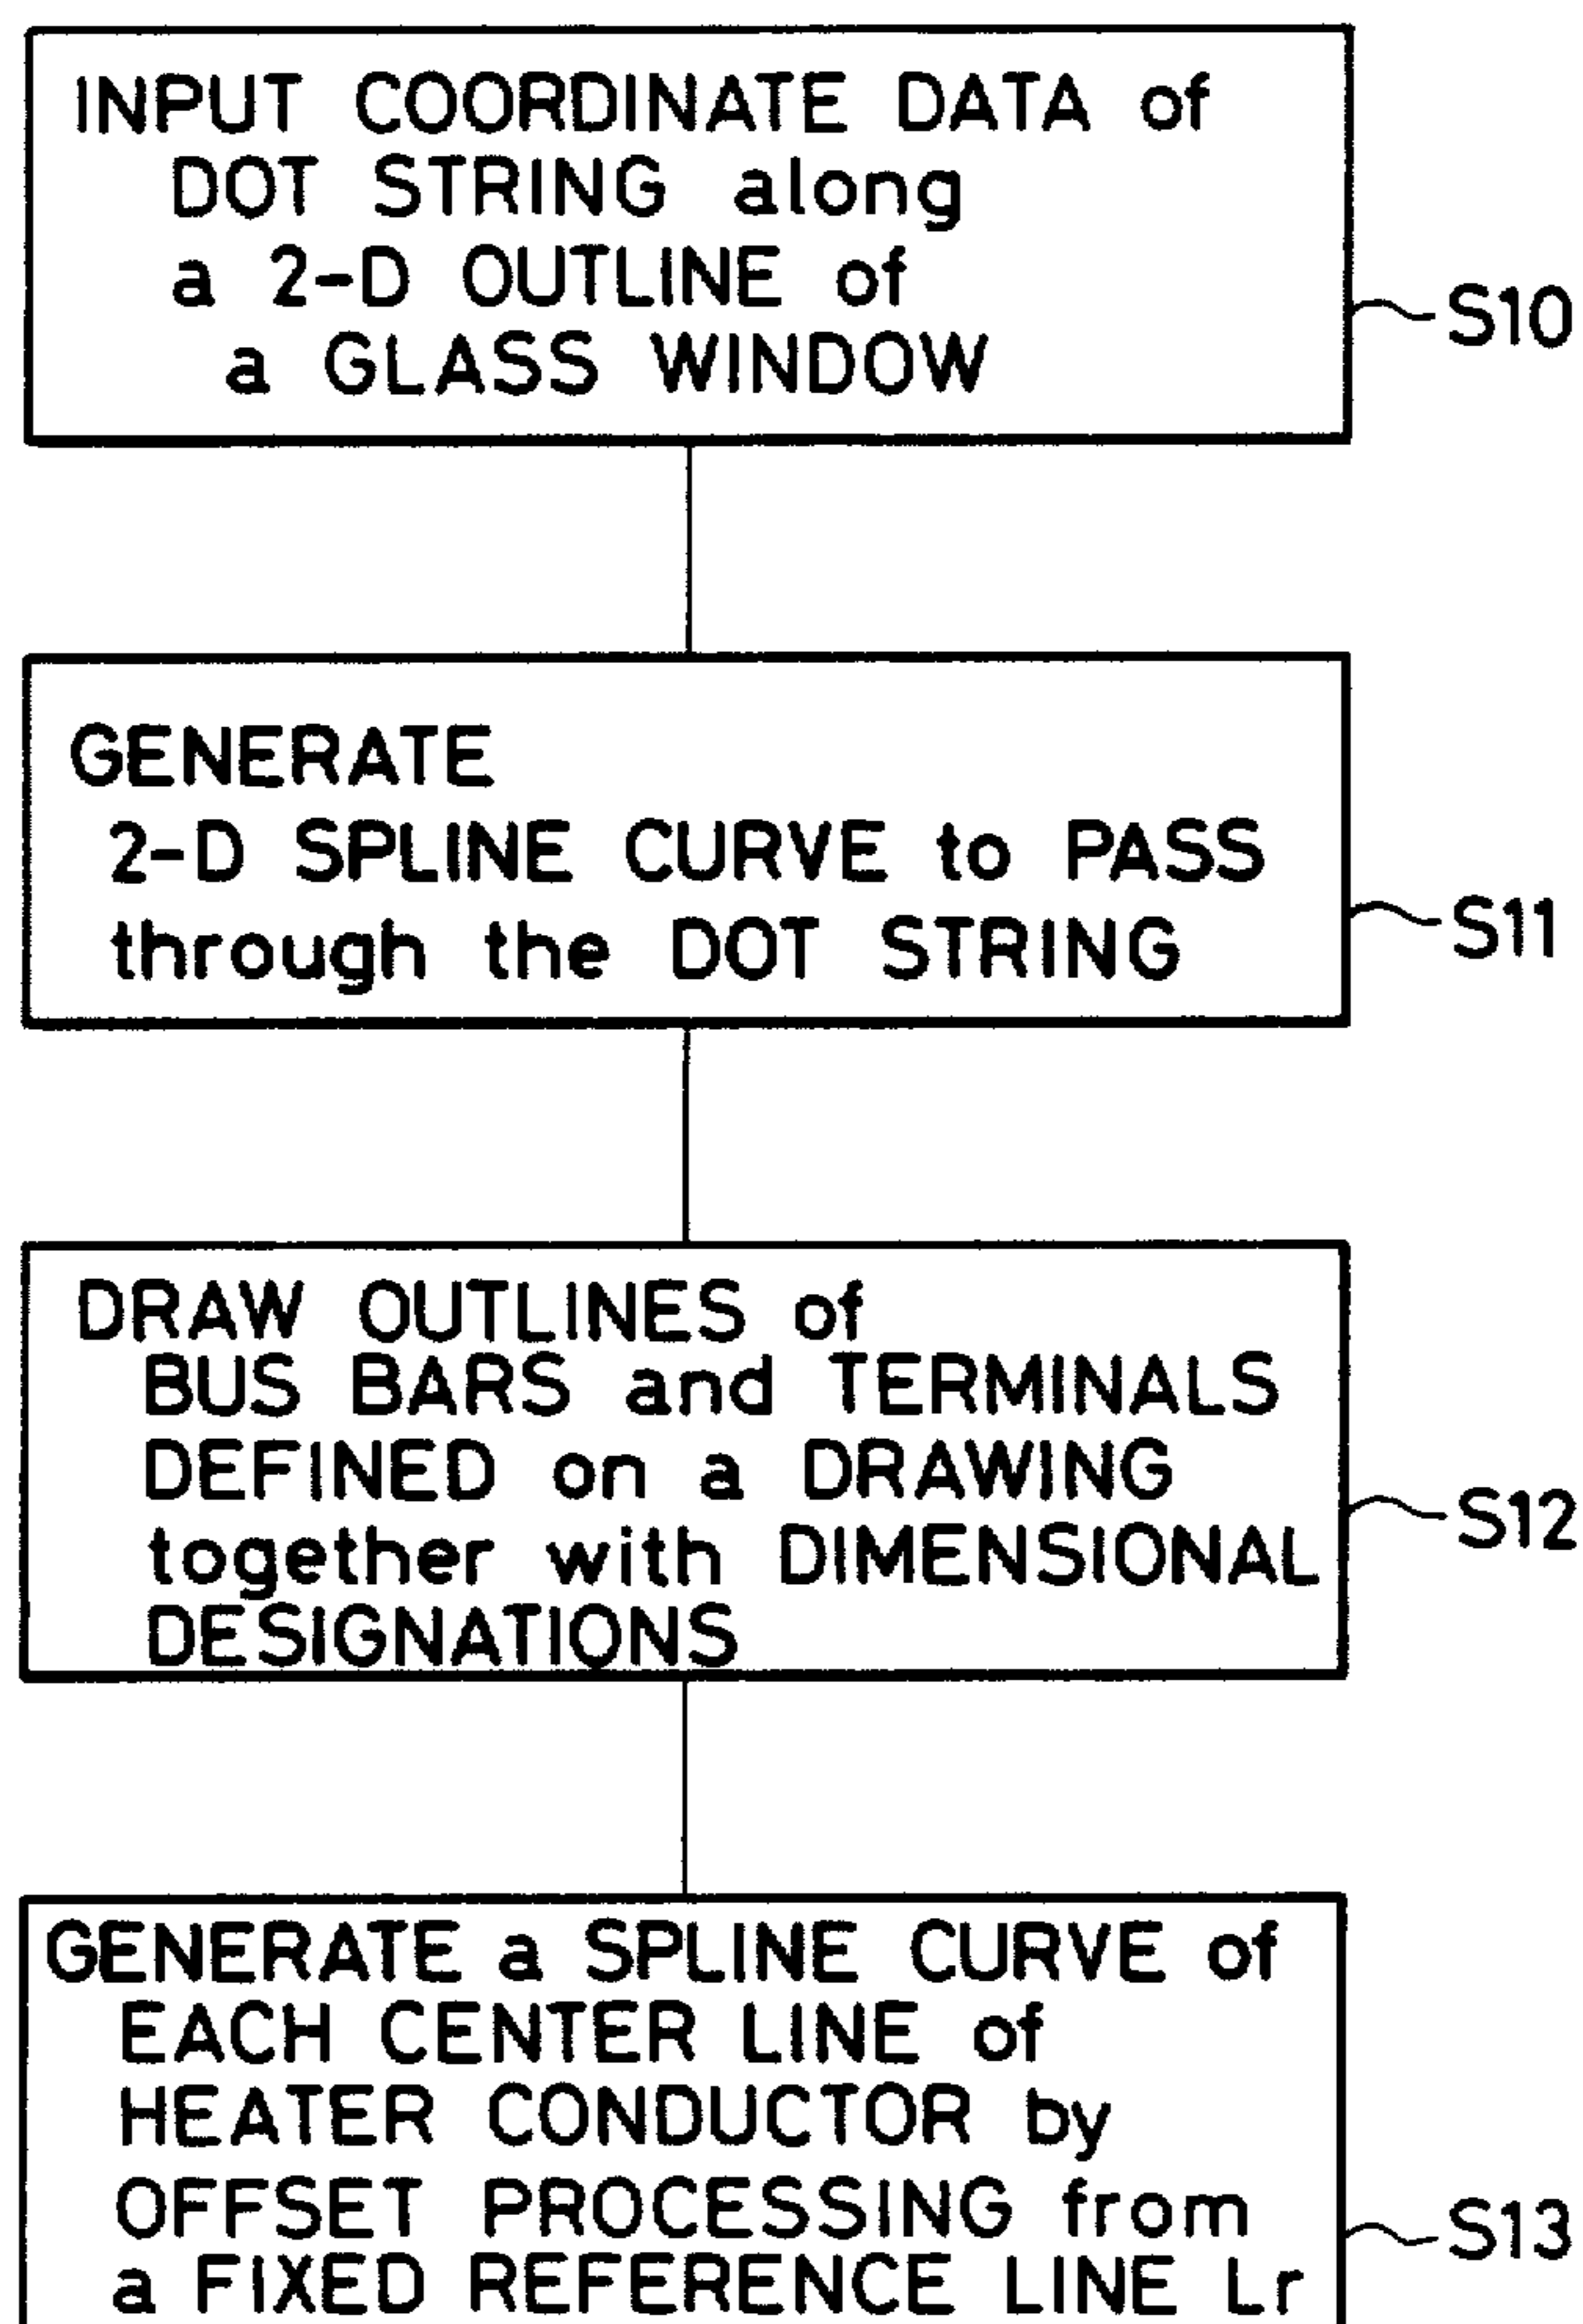 INPUT COORDINATE DATA of
DOT STRING along
a 2-D OUTLINE of
a GLASS WINDOW
S10
GENERATE
2-D SPLINE CURVE to PASS
through the DOT STRING
S11
DRAW OUTLINES of
BUS BARS and TERMINALS
DEFINED on a DRAWING
together with DIMENSIONAL
DESIGNATIONS
S12
GENERATE a SPLINE CURVE of
EACH CENTER LINE of
HEATER CONDUCTOR by
OFFSET PROCESSING from
a FIXED REFERENCE LINE Lr
S13